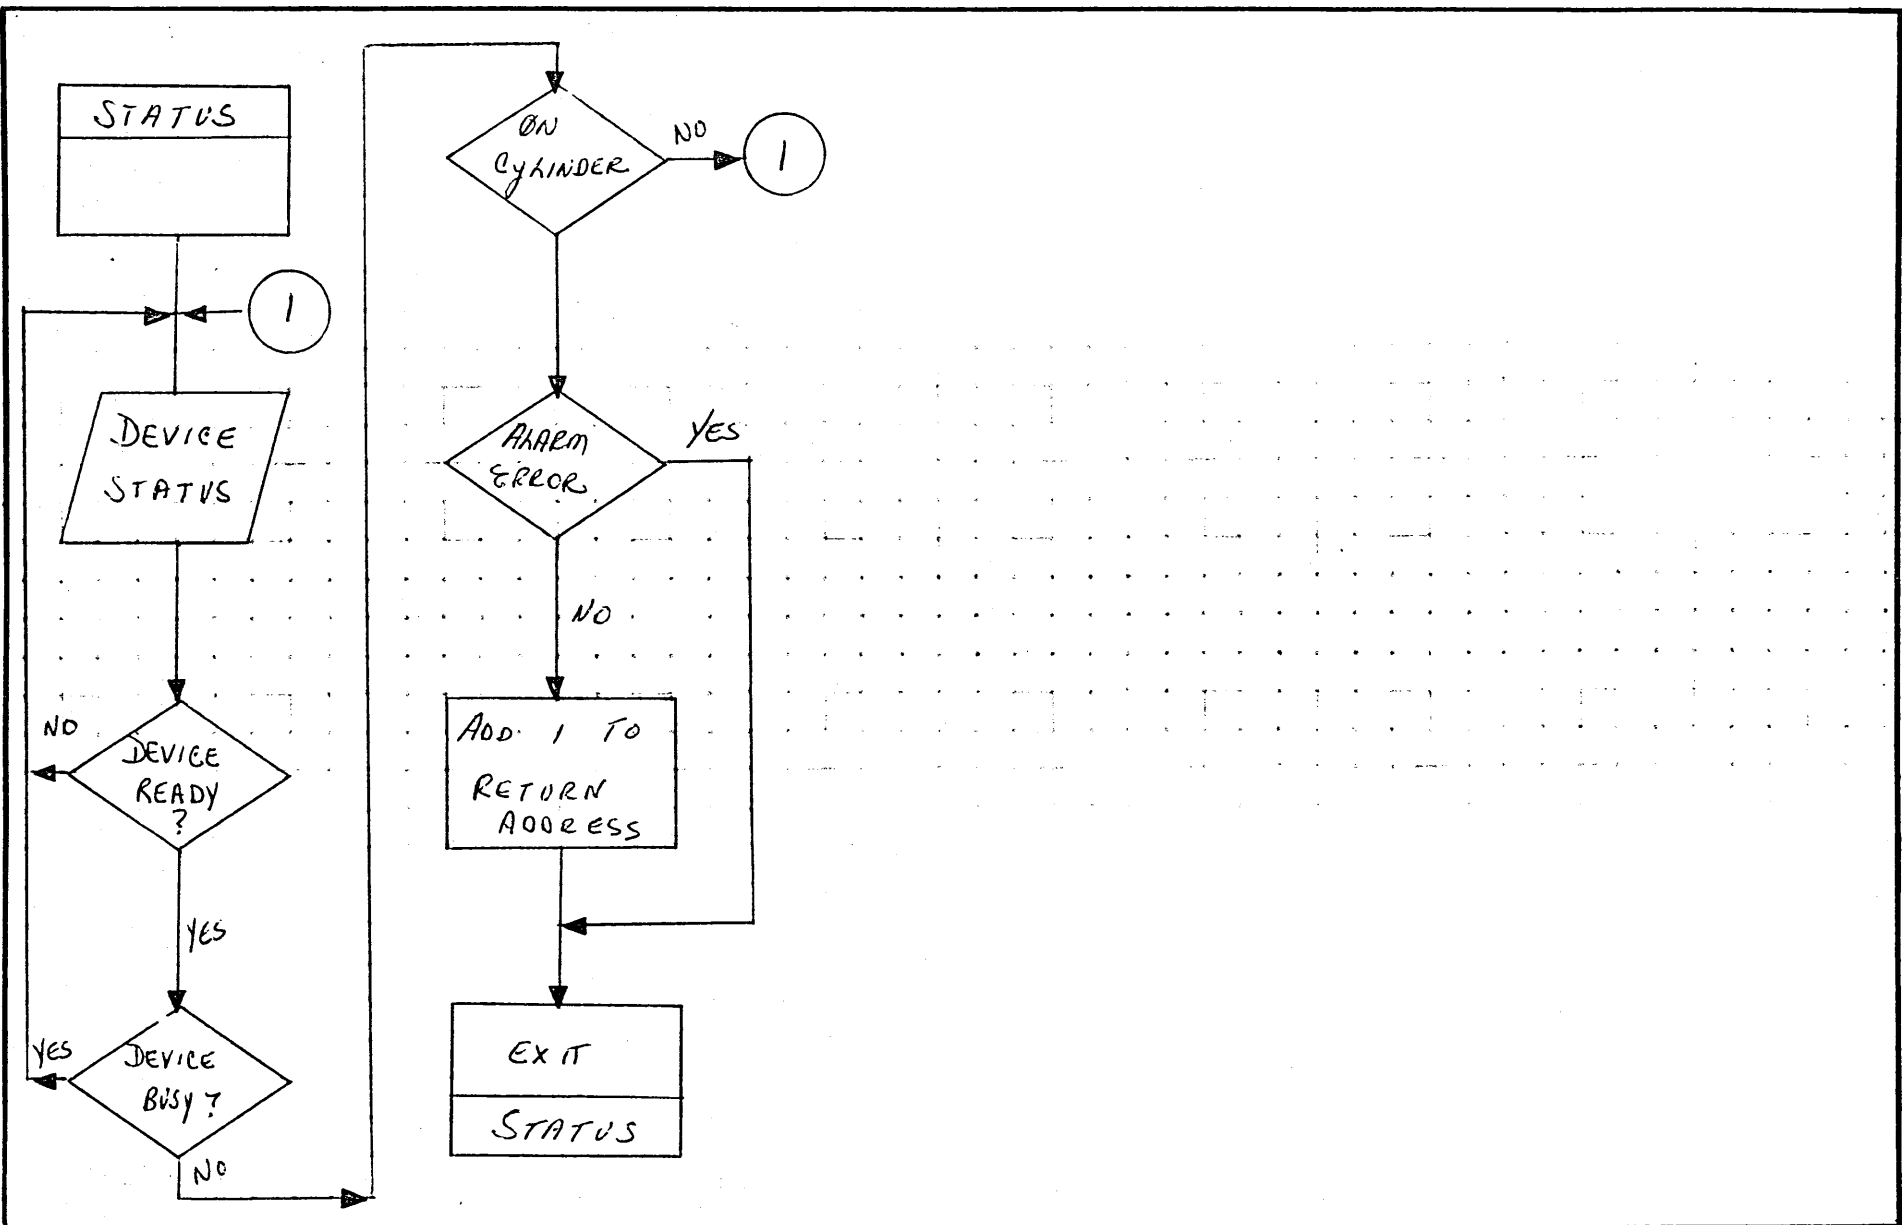 STATUS
1
DEVICE
STATUS
NO
DEVICE
READY
?
YES
YES
DEVICE
BUSY?
NO
ØN
CYLINDER
NO
1
ALARM
ERROR
YES
NO
ADD 1 TO
RETURN
ADDRESS
EXIT
STATUS